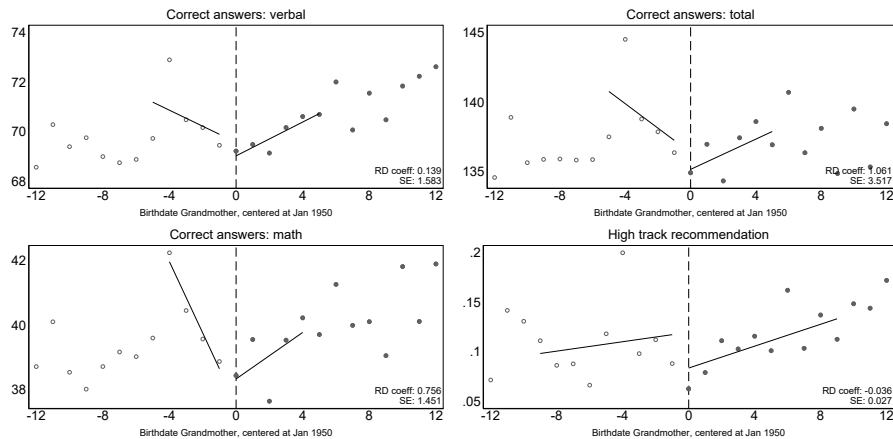 Correct answers: verbal
74
72
70
68
RD coeff: 0.139
SE: 1.583
-12 -8 -4 0 4 8 12
Birthdate Grandmother, centered at Jan 1950
Correct answers: total
145
140
135
RD coeff: 1.061
SE: 3.517
-12 -8 -4 0 4 8 12
Birthdate Grandmother, centered at Jan 1950
Correct answers: math
42
40
38
RD coeff: 0.756
SE: 1.451
-12 -8 -4 0 4 8 12
Birthdate Grandmother, centered at Jan 1950
High track recommendation
.2
.15
.1
.05
RD coeff: -0.036
SE: 0.027
-12 -8 -4 0 4 8 12
Birthdate Grandmother, centered at Jan 1950